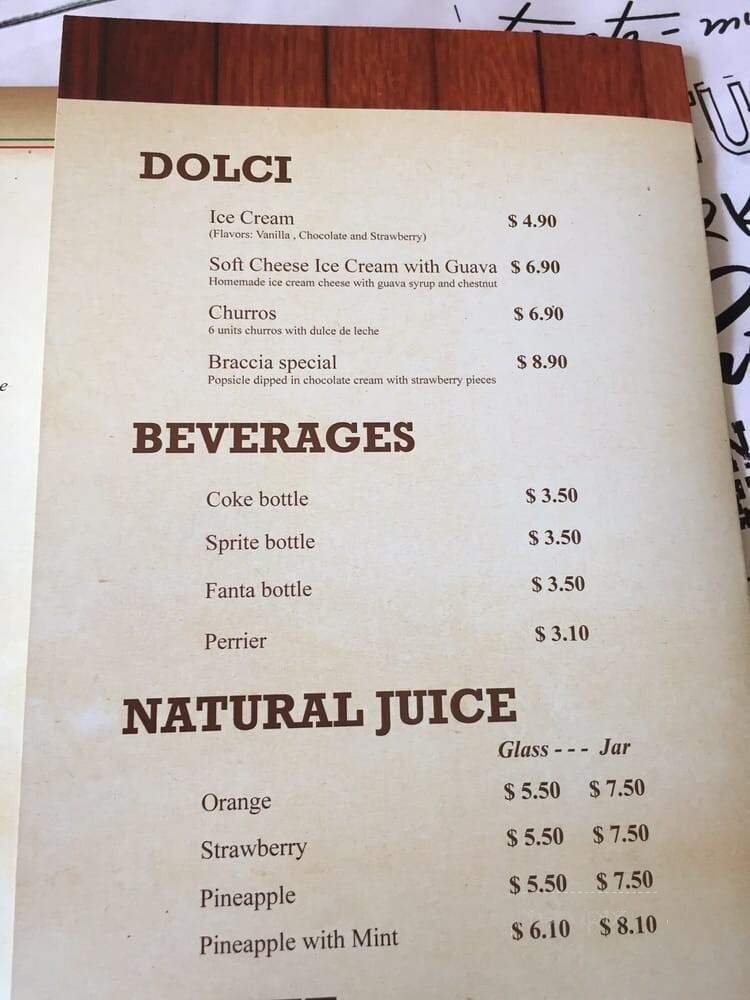 DOLCI
Ice Cream $ 4.90
(Flavors: Vanilla , Chocolate and Strawberry)
Soft Cheese Ice Cream with Guava $ 6.90
Homemade ice cream cheese with guava syrup and chestnut
Churros $ 6.90
6 units churros with dulce de leche
Braccia special $ 8.90
Popsicle dipped in chocolate cream with strawberry pieces
BEVERAGES
Coke bottle $ 3.50
Sprite bottle $ 3.50
Fanta bottle $ 3.50
Perrier $ 3.10
NATURAL JUICE
Glass - - - Jar
Orange $ 5.50 $ 7.50
Strawberry $ 5.50 $ 7.50
Pineapple $ 5.50 $ 7.50
Pineapple with Mint $ 6.10 $ 8.10